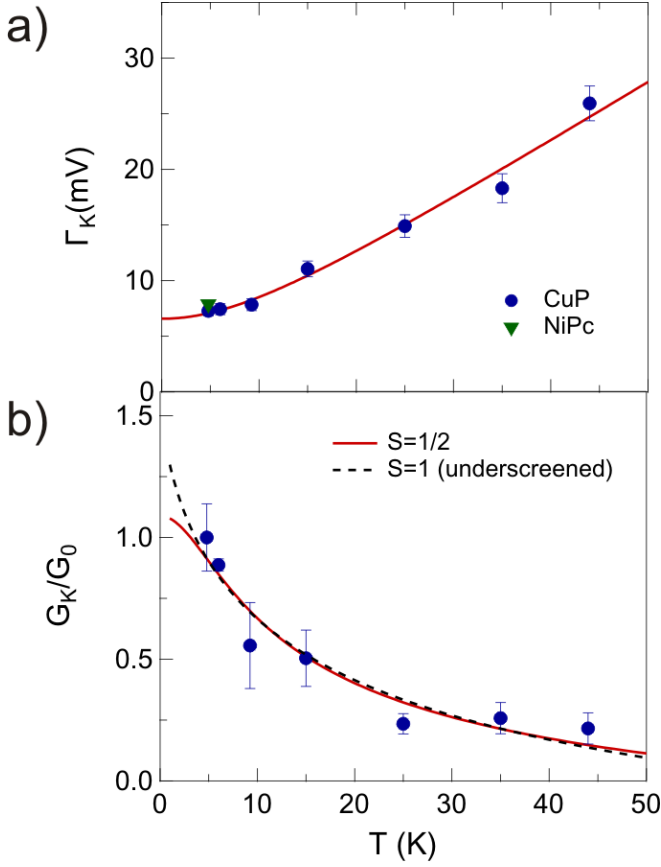 a)
30
20
10
0
Γ_K(mV)
CuP
NiPc
b)
1.5
1.0
0.5
0.0
G_K/G_0
S=1/2
S=1 (underscreened)
0 10 20 30 40 50
T (K)